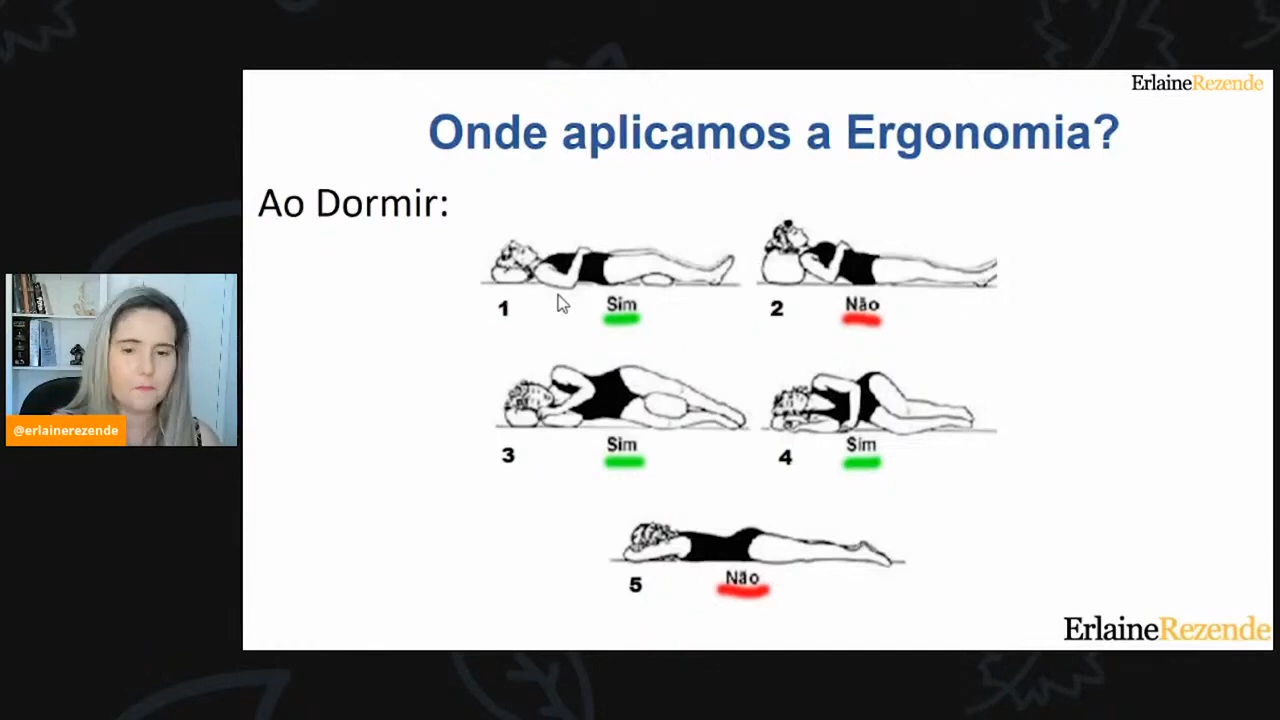 ErlaineRezende
Onde aplicamos a Ergonomia?
Ao Dormir:
1 Sim
2 Não
3 Sim
4 Sim
5 Não
@erlainerezende
ErlaineRezende